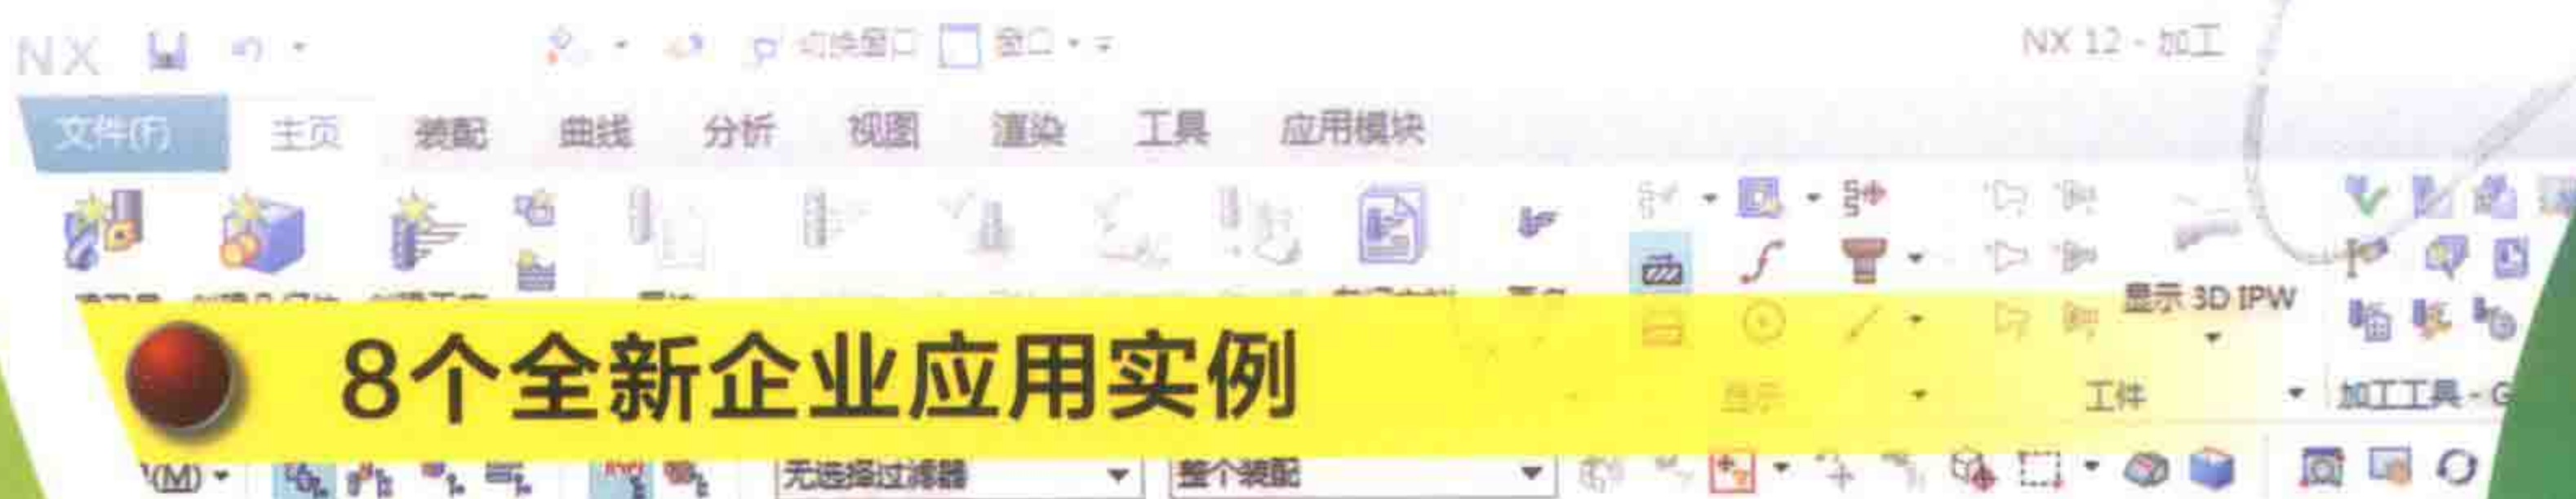 NX 切换窗口 窗口 NX 12 - 加工
文件(F) 主页 装配 曲线 分析 视图 渲染 工具 应用模块
显示 3D IPW
8个全新企业应用实例
显示 工件 加工工具 - G
(M) 无选择过滤器 整个装配